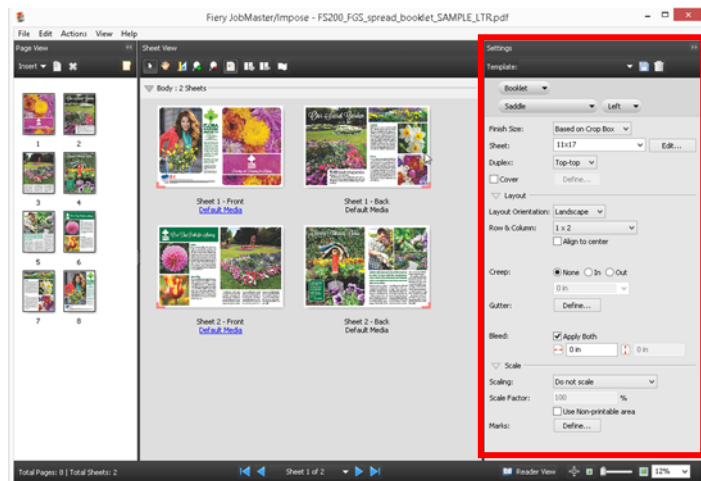 Fiery JobMaster/Impose - FS200_FGS_spread_booklet_SAMPLE_LTR.pdf
File Edit Actions View Help
Page View
Sheet View
Settings
Insert
Template:
Body : 2 Sheets
Booklet
Saddle Left
1 2
3 4
5 6
7 8
Sheet 1 - Front
Default Media
Sheet 1 - Back
Default Media
Sheet 2 - Front
Default Media
Sheet 2 - Back
Default Media
Finish Size: Based on Crop Box
Sheet: 11x17 Edit...
Duplex: Top-top
Cover Define...
Layout
Layout Orientation: Landscape
Row & Column: 1 x 2
Align to center
Creep: None In Out
0 in
Gutter: Define...
Bleed: Apply Both
0 in 0 in
Scale
Scaling: Do not scale
Scale Factor: 100 %
Use Non-printable area
Marks: Define...
Total Pages: 8 | Total Sheets: 2
Sheet 1 of 2
Reader View
12%